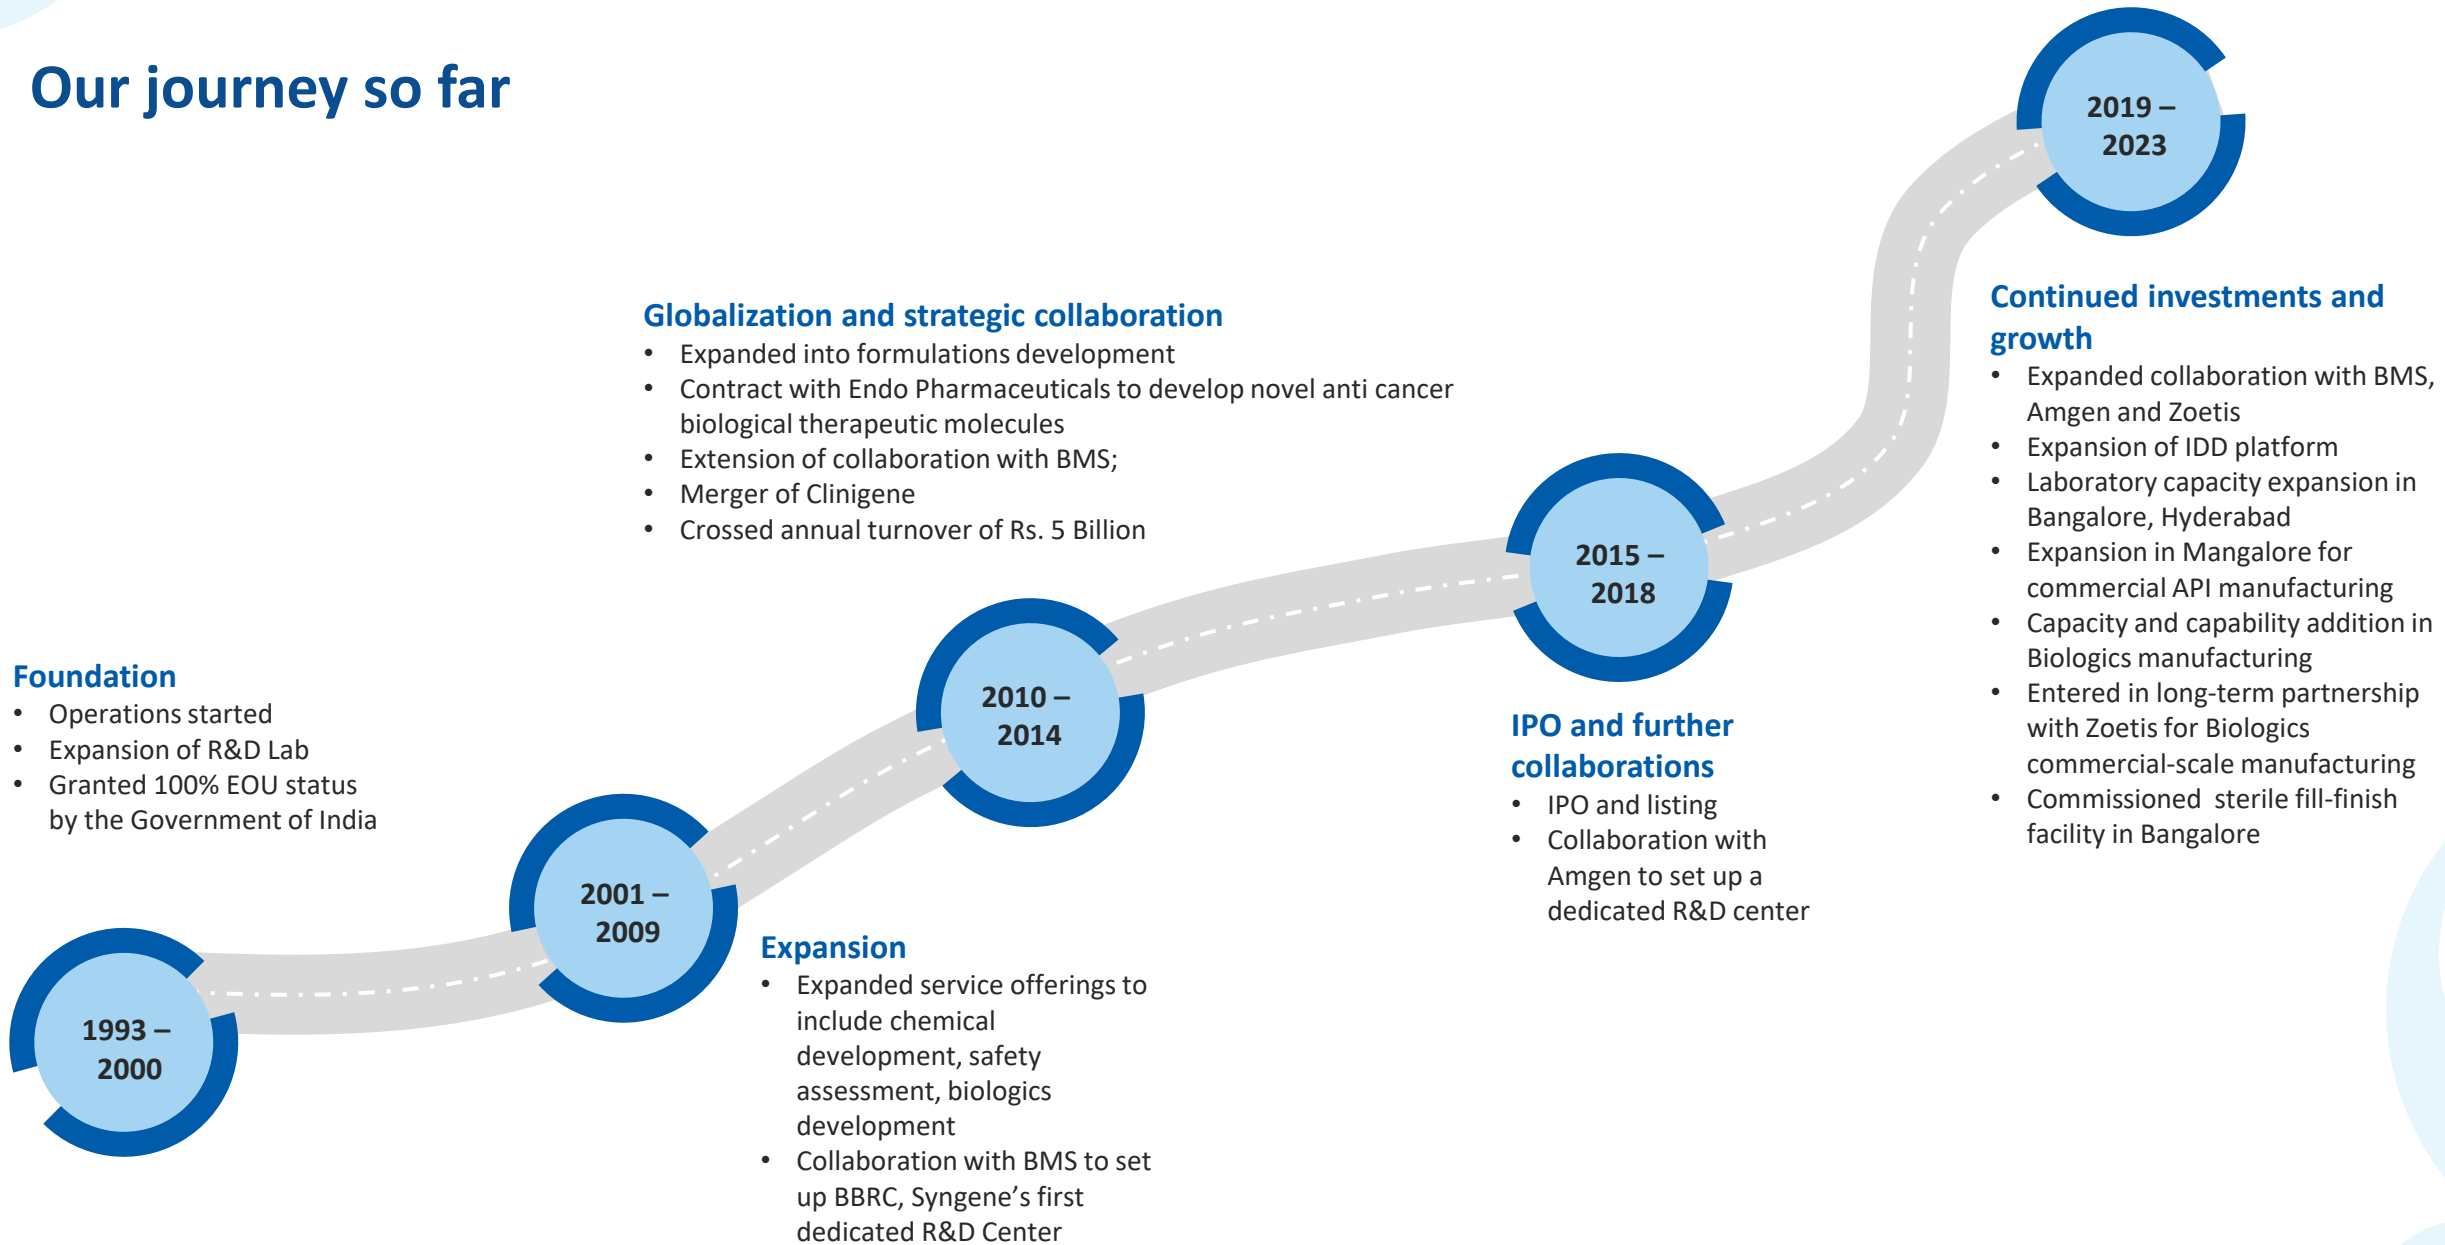 Our journey so far
1993 –
2000
Foundation
• Operations started
• Expansion of R&D Lab
• Granted 100% EOU status
by the Government of India
2001 –
2009
Expansion
• Expanded service offerings to
include chemical
development, safety
assessment, biologics
development
• Collaboration with BMS to set
up BBRC, Syngene’s first
dedicated R&D Center
2010 –
2014
Globalization and strategic collaboration
• Expanded into formulations development
• Contract with Endo Pharmaceuticals to develop novel anti cancer
biological therapeutic molecules
• Extension of collaboration with BMS;
• Merger of Clinigene
• Crossed annual turnover of Rs. 5 Billion
2015 –
2018
IPO and further
collaborations
• IPO and listing
• Collaboration with
Amgen to set up a
dedicated R&D center
2019 –
2023
Continued investments and
growth
• Expanded collaboration with BMS,
Amgen and Zoetis
• Expansion of IDD platform
• Laboratory capacity expansion in
Bangalore, Hyderabad
• Expansion in Mangalore for
commercial API manufacturing
• Capacity and capability addition in
Biologics manufacturing
• Entered in long-term partnership
with Zoetis for Biologics
commercial-scale manufacturing
• Commissioned  sterile fill-finish
facility in Bangalore